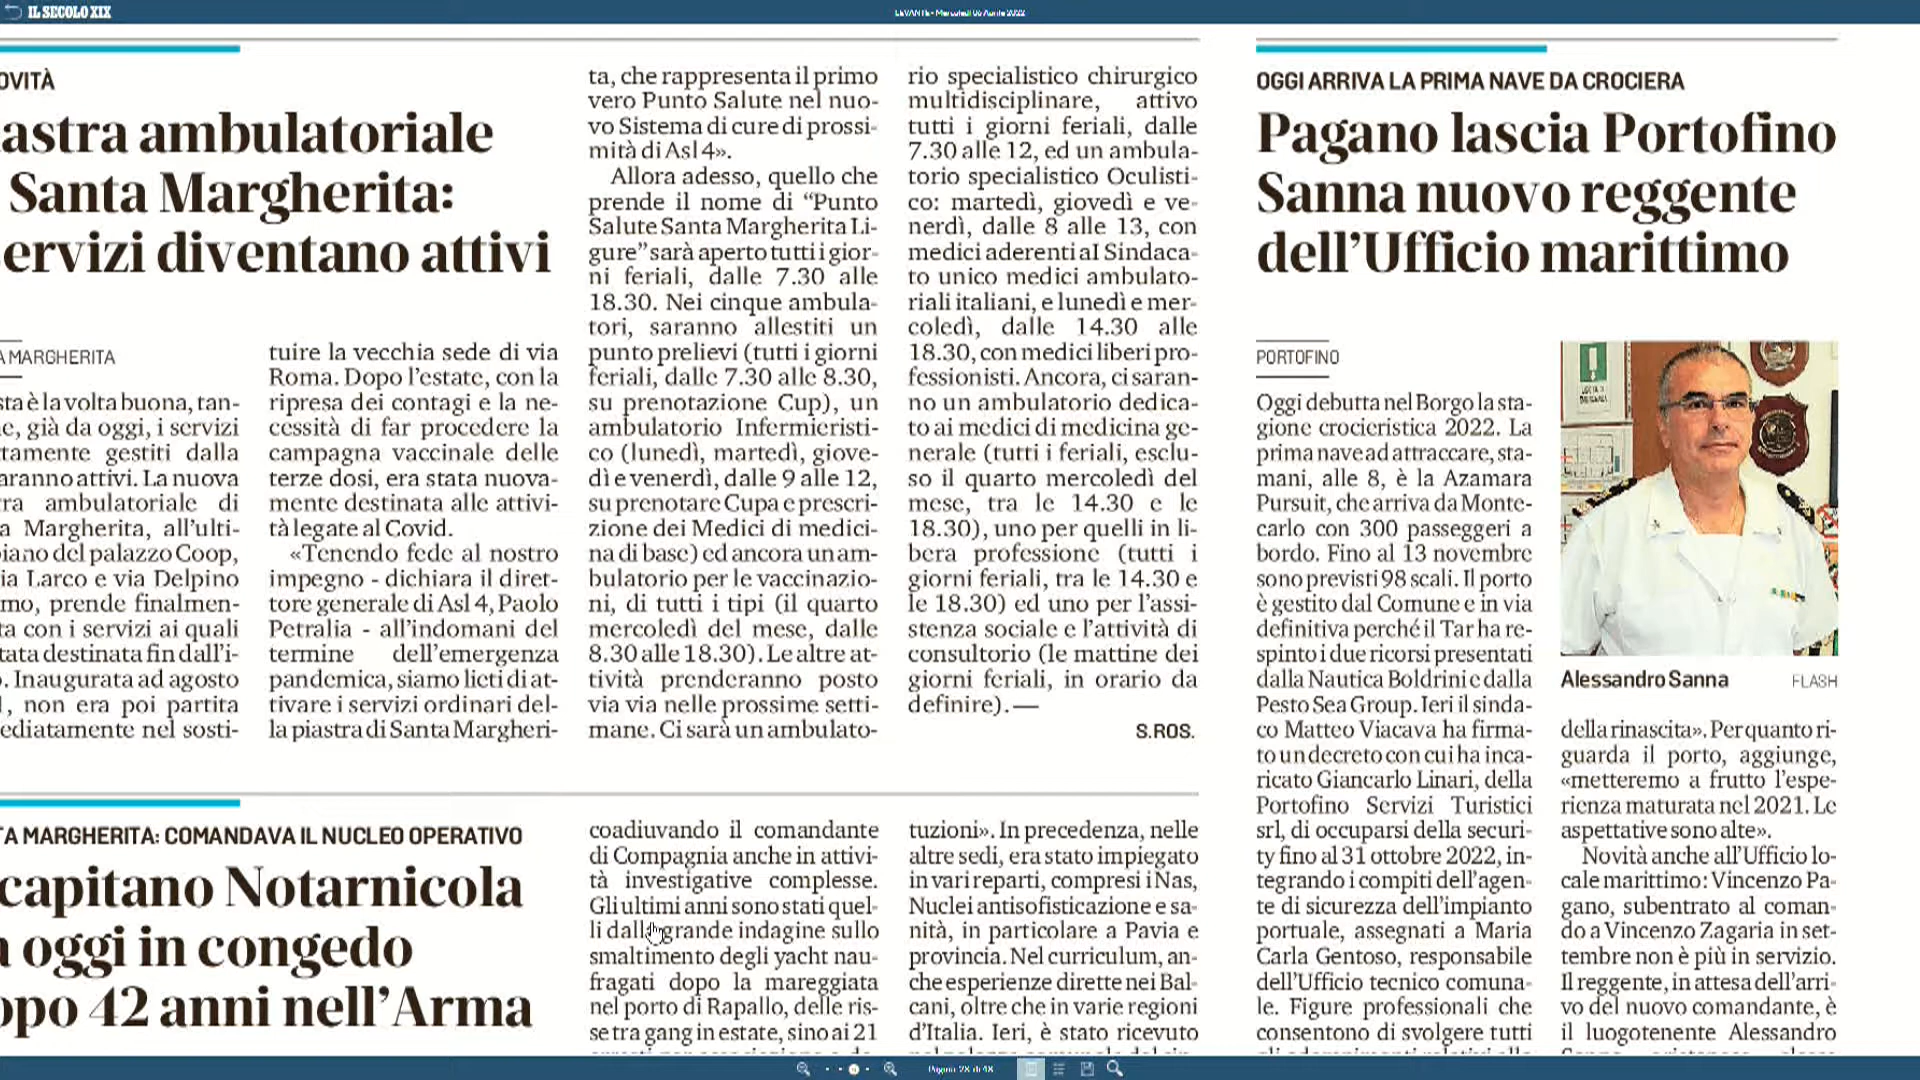 IL SECOLO XIX
LEVANTE - Mercoledì 06 Aprile 2022
OVITÀ
astra ambulatoriale
Santa Margherita:
ervizi diventano attivi
A MARGHERITA
sta è la volta buona, tan-
e, già da oggi, i servizi
tamente gestiti dalla
aranno attivi. La nuova
ra ambulatoriale di
a Margherita, all'ulti-
piano del palazzo Coop,
ia Larco e via Delpino
mo, prende finalmen-
ta con i servizi ai quali
tata destinata fin dall'i-
. Inaugurata ad agosto
, non era poi partita
ediatamente nel sosti-
tuire la vecchia sede di via
Roma. Dopo l'estate, con la
ripresa dei contagi e la ne-
cessità di far procedere la
campagna vaccinale delle
terze dosi, era stata nuova-
mente destinata alle attivi-
tà legate al Covid.
«Tenendo fede al nostro
impegno - dichiara il diret-
tore generale di Asl 4, Paolo
Petralia - all'indomani del
termine dell'emergenza
pandemica, siamo lieti di at-
tivare i servizi ordinari del-
la piastra di Santa Margheri-
ta, che rappresenta il primo
vero Punto Salute nel nuo-
vo Sistema di cure di prossi-
mità di Asl 4».
Allora adesso, quello che
prende il nome di “Punto
Salute Santa Margherita Li-
gure” sarà aperto tutti i gior-
ni feriali, dalle 7.30 alle
18.30. Nei cinque ambula-
tori, saranno allestiti un
punto prelievi (tutti i giorni
feriali, dalle 7.30 alle 8.30,
su prenotazione Cup), un
ambulatorio Infermieristi-
co (lunedì, martedì, giove-
dì e venerdì, dalle 9 alle 12,
su prenotare Cup a e prescri-
zione dei Medici di medici-
na di base) ed ancora un am-
bulatorio per le vaccinazio-
ni, di tutti i tipi (il quarto
mercoledì del mese, dalle
8.30 alle 18.30). Le altre at-
tività prenderanno posto
via via nelle prossime setti-
mane. Ci sarà un ambulato-
rio specialistico chirurgico
multidisciplinare, attivo
tutti i giorni feriali, dalle
7.30 alle 12, ed un ambula-
torio specialistico Oculisti-
co: martedì, giovedì e ve-
nerdì, dalle 8 alle 13, con
medici aderenti aI Sindaca-
to unico medici ambulato-
riali italiani, e lunedì e mer-
coledì, dalle 14.30 alle
18.30, con medici liberi pro-
fessionisti. Ancora, ci saran-
no un ambulatorio dedica-
to ai medici di medicina ge-
nerale (tutti i feriali, esclu-
so il quarto mercoledì del
mese, tra le 14.30 e le
18.30), uno per quelli in li-
bera professione (tutti i
giorni feriali, tra le 14.30 e
le 18.30) ed uno per l'assi-
stenza sociale e l'attività di
consultorio (le mattine dei
giorni feriali, in orario da
definire). —
S.ROS.
TA MARGHERITA: COMANDAVA IL NUCLEO OPERATIVO
capitano Notarnicola
a oggi in congedo
opo 42 anni nell'Arma
coadiuvando il comandante
di Compagnia anche in attivi-
tà investigative complesse.
Gli ultimi anni sono stati quel-
li dalla grande indagine sullo
smaltimento degli yacht nau-
fragati dopo la mareggiata
nel porto di Rapallo, delle ris-
se tra gang in estate, sino ai 21
tuzioni». In precedenza, nelle
altre sedi, era stato impiegato
in vari reparti, compresi i Nas,
Nuclei antisofisticazione e sa-
nità, in particolare a Pavia e
provincia. Nel curriculum, an-
che esperienze dirette nei Bal-
cani, oltre che in varie regioni
d'Italia. Ieri, è stato ricevuto
OGGI ARRIVA LA PRIMA NAVE DA CROCIERA
Pagano lascia Portofino
Sanna nuovo reggente
dell'Ufficio marittimo
PORTOFINO
Oggi debutta nel Borgo la sta-
gione crocieristica 2022. La
prima nave ad attraccare, sta-
mani, alle 8, è la Azamara
Pursuit, che arriva da Monte-
carlo con 300 passeggeri a
bordo. Fino al 13 novembre
sono previsti 98 scali. Il porto
è gestito dal Comune e in via
definitiva perché il Tar ha re-
spinto i due ricorsi presentati
dalla Nautica Boldrini e dalla
Pesto Sea Group. Ieri il sinda-
co Matteo Viacava ha firma-
to un decreto con cui ha inca-
ricato Giancarlo Linari, della
Portofino Servizi Turistici
srl, di occuparsi della securi-
ty fino al 31 ottobre 2022, in-
tegrando i compiti dell'agen-
te di sicurezza dell'impianto
portuale, assegnati a Maria
Carla Gentoso, responsabile
dell'Ufficio tecnico comuna-
le. Figure professionali che
consentono di svolgere tutti
Alessandro Sanna
FLASH
della rinascita». Per quanto ri-
guarda il porto, aggiunge,
«metteremo a frutto l'espe-
rienza maturata nel 2021. Le
aspettative sono alte».
Novità anche all'Ufficio lo-
cale marittimo: Vincenzo Pa-
gano, subentrato al coman-
do a Vincenzo Zagaria in set-
tembre non è più in servizio.
Il reggente, in attesa dell'arri-
vo del nuovo comandante, è
il luogotenente Alessandro
Pagina 28 di 48